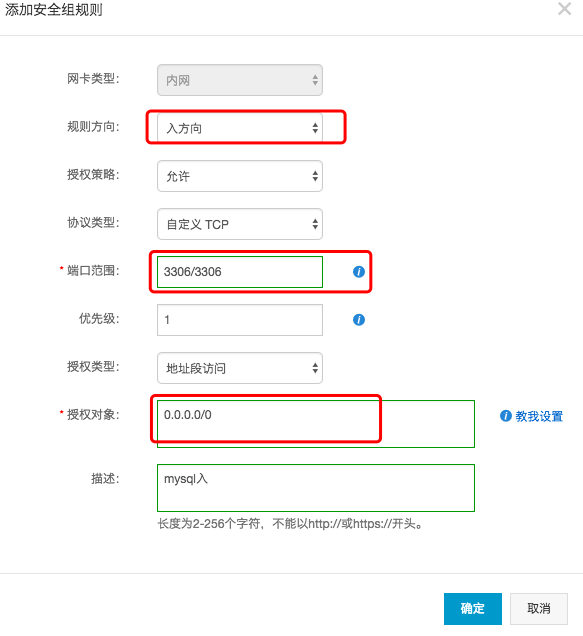 添加安全组规则
网卡类型： 内网
规则方向： 入方向
授权策略： 允许
协议类型： 自定义 TCP
* 端口范围： 3306/3306
优先级： 1
授权类型： 地址段访问
* 授权对象： 0.0.0.0/0 教我设置
描述： mysql入
长度为2-256个字符，不能以http://或https://开头。
确定 取消